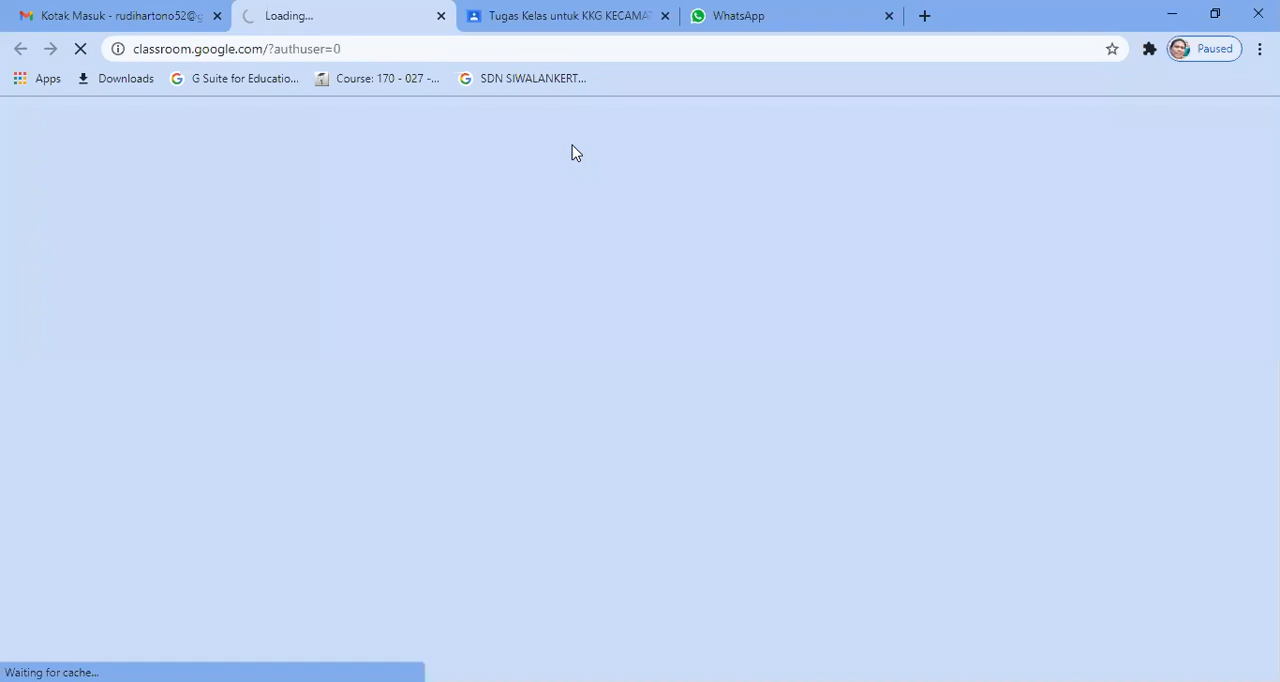 Kotak Masuk - rudihartono52@g
Loading...
Tugas Kelas untuk KKG KECAMAT
WhatsApp
classroom.google.com/?authuser=0
Paused
Apps
Downloads
G Suite for Educatio...
Course: 170 - 027 -...
SDN SIWALANKERT...
Waiting for cache...